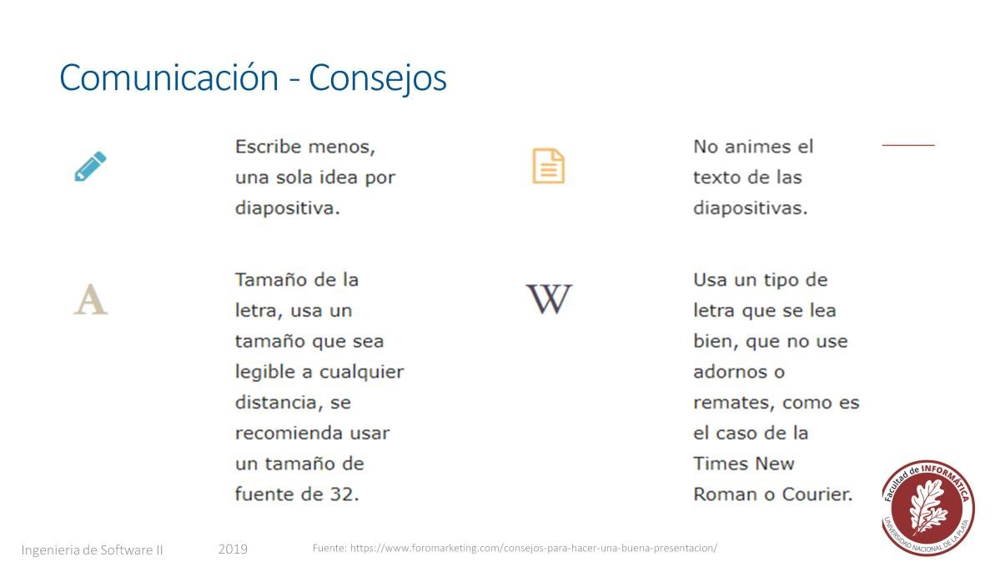 Comunicación - Consejos
Escribe menos,
una sola idea por
diapositiva.
No animes el
texto de las
diapositivas.
A
Tamaño de la
letra, usa un
tamaño que sea
legible a cualquier
distancia, se
recomienda usar
un tamaño de
fuente de 32.
W
Usa un tipo de
letra que se lea
bien, que no use
adornos o
remates, como es
el caso de la
Times New
Roman o Courier.
Facultad de INFORMÁTICA
UNIVERSIDAD NACIONAL DE LA PLATA
Ingenieria de Software II
2019
Fuente: https://www.foromarketing.com/consejos-para-hacer-una-buena-presentacion/